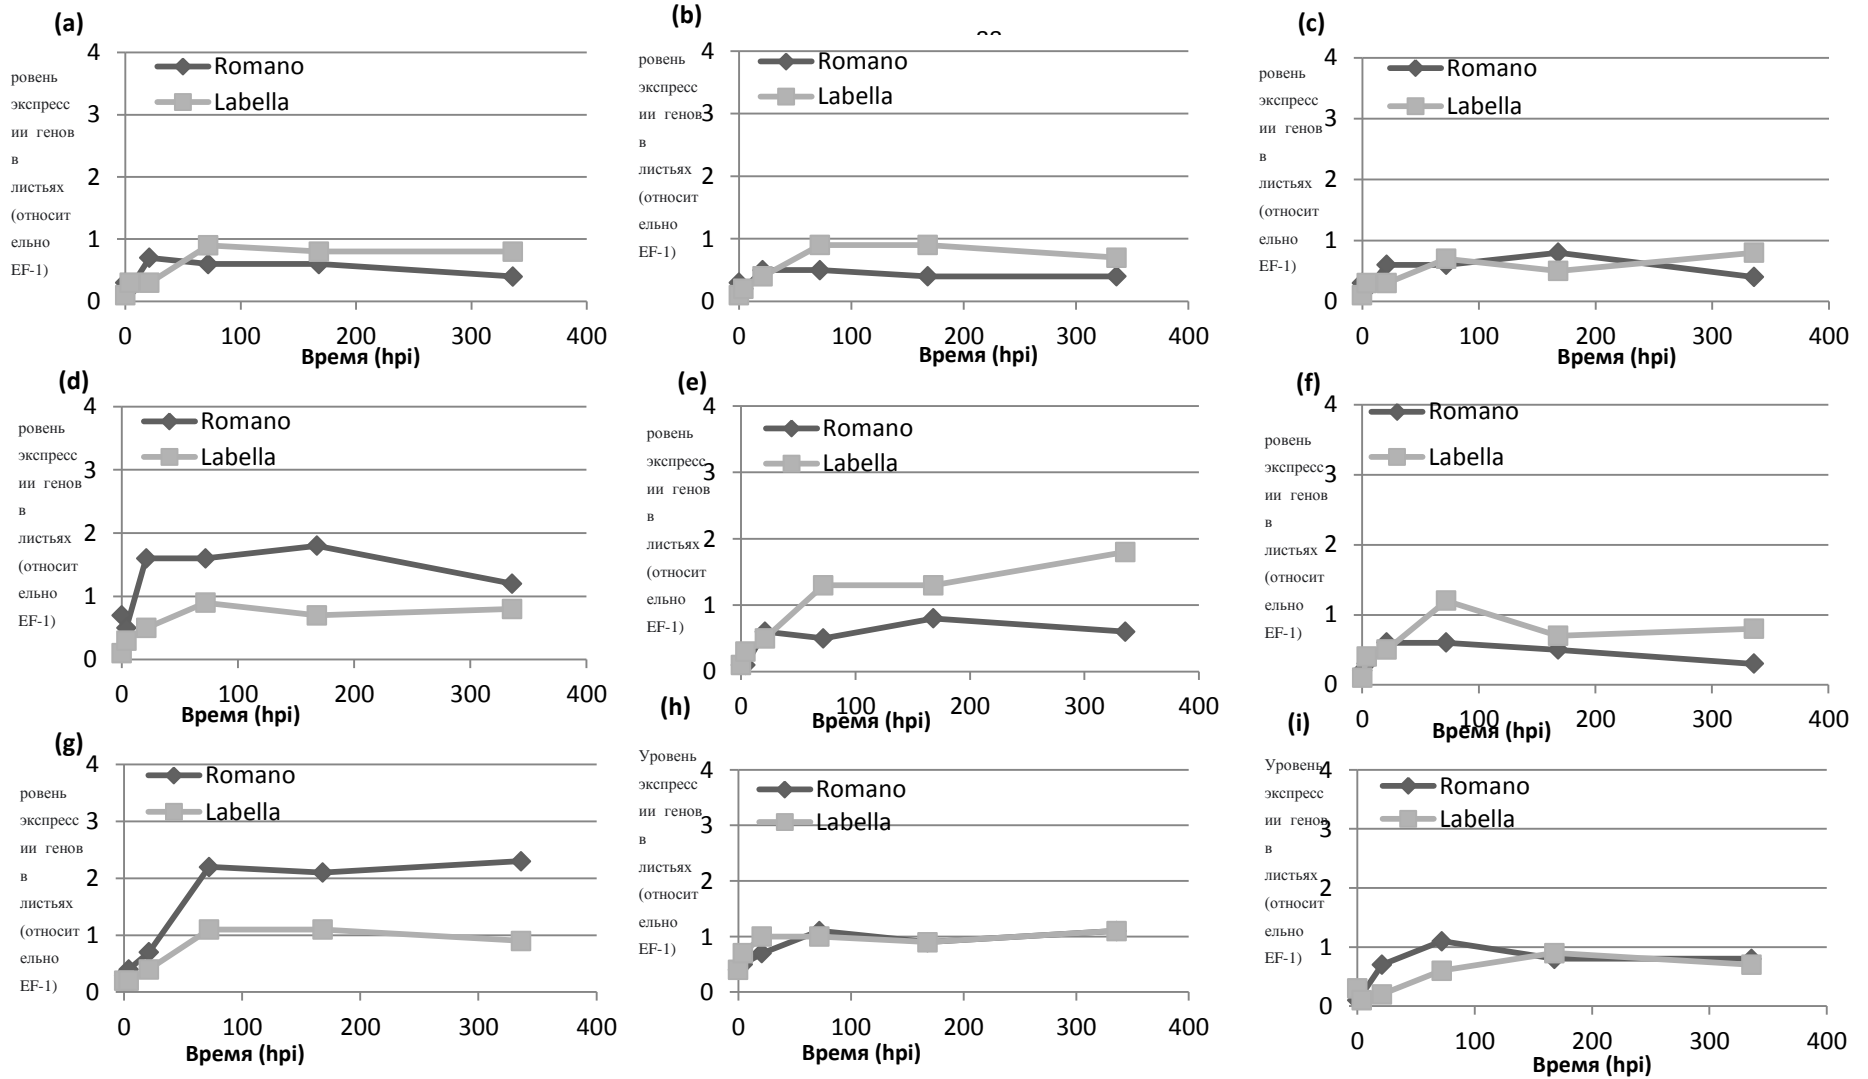 (a)
4
3
2
1
0
ровень
экспресс
ии генов
в
листьях
(относит
ельно
EF-1)
Romano
Labella
0 100 200 300 400
Время (hpi)
(b)
4
3
2
1
0
ровень
экспресс
ии генов
в
листьях
(относит
ельно
EF-1)
Romano
Labella
0 100 200 300 400
Время (hpi)
(c)
4
3
2
1
0
ровень
экспресс
ии генов
в
листьях
(относит
ельно
EF-1)
Romano
Labella
0 100 200 300 400
Время (hpi)
(d)
4
3
2
1
0
ровень
экспресс
ии генов
в
листьях
(относит
ельно
EF-1)
Romano
Labella
0 100 200 300 400
Время (hpi)
(e)
4
3
2
1
0
ровень
экспресс
ии генов
в
листьях
(относит
ельно
EF-1)
Romano
Labella
0 100 200 300 400
Время (hpi)
(f)
4
3
2
1
0
ровень
экспресс
ии генов
в
листьях
(относит
ельно
EF-1)
Romano
Labella
0 100 200 300 400
Время (hpi)
(g)
4
3
2
1
0
ровень
экспресс
ии генов
в
листьях
(относит
ельно
EF-1)
Romano
Labella
0 100 200 300 400
Время (hpi)
(h)
4
3
2
1
0
Уровень
экспресс
ии генов
в
листьях
(относит
ельно
EF-1)
Romano
Labella
0 100 200 300 400
Время (hpi)
(i)
4
3
2
1
0
Уровень
экспресс
ии генов
в
листьях
(относит
ельно
EF-1)
Romano
Labella
0 100 200 300 400
Время (hpi)